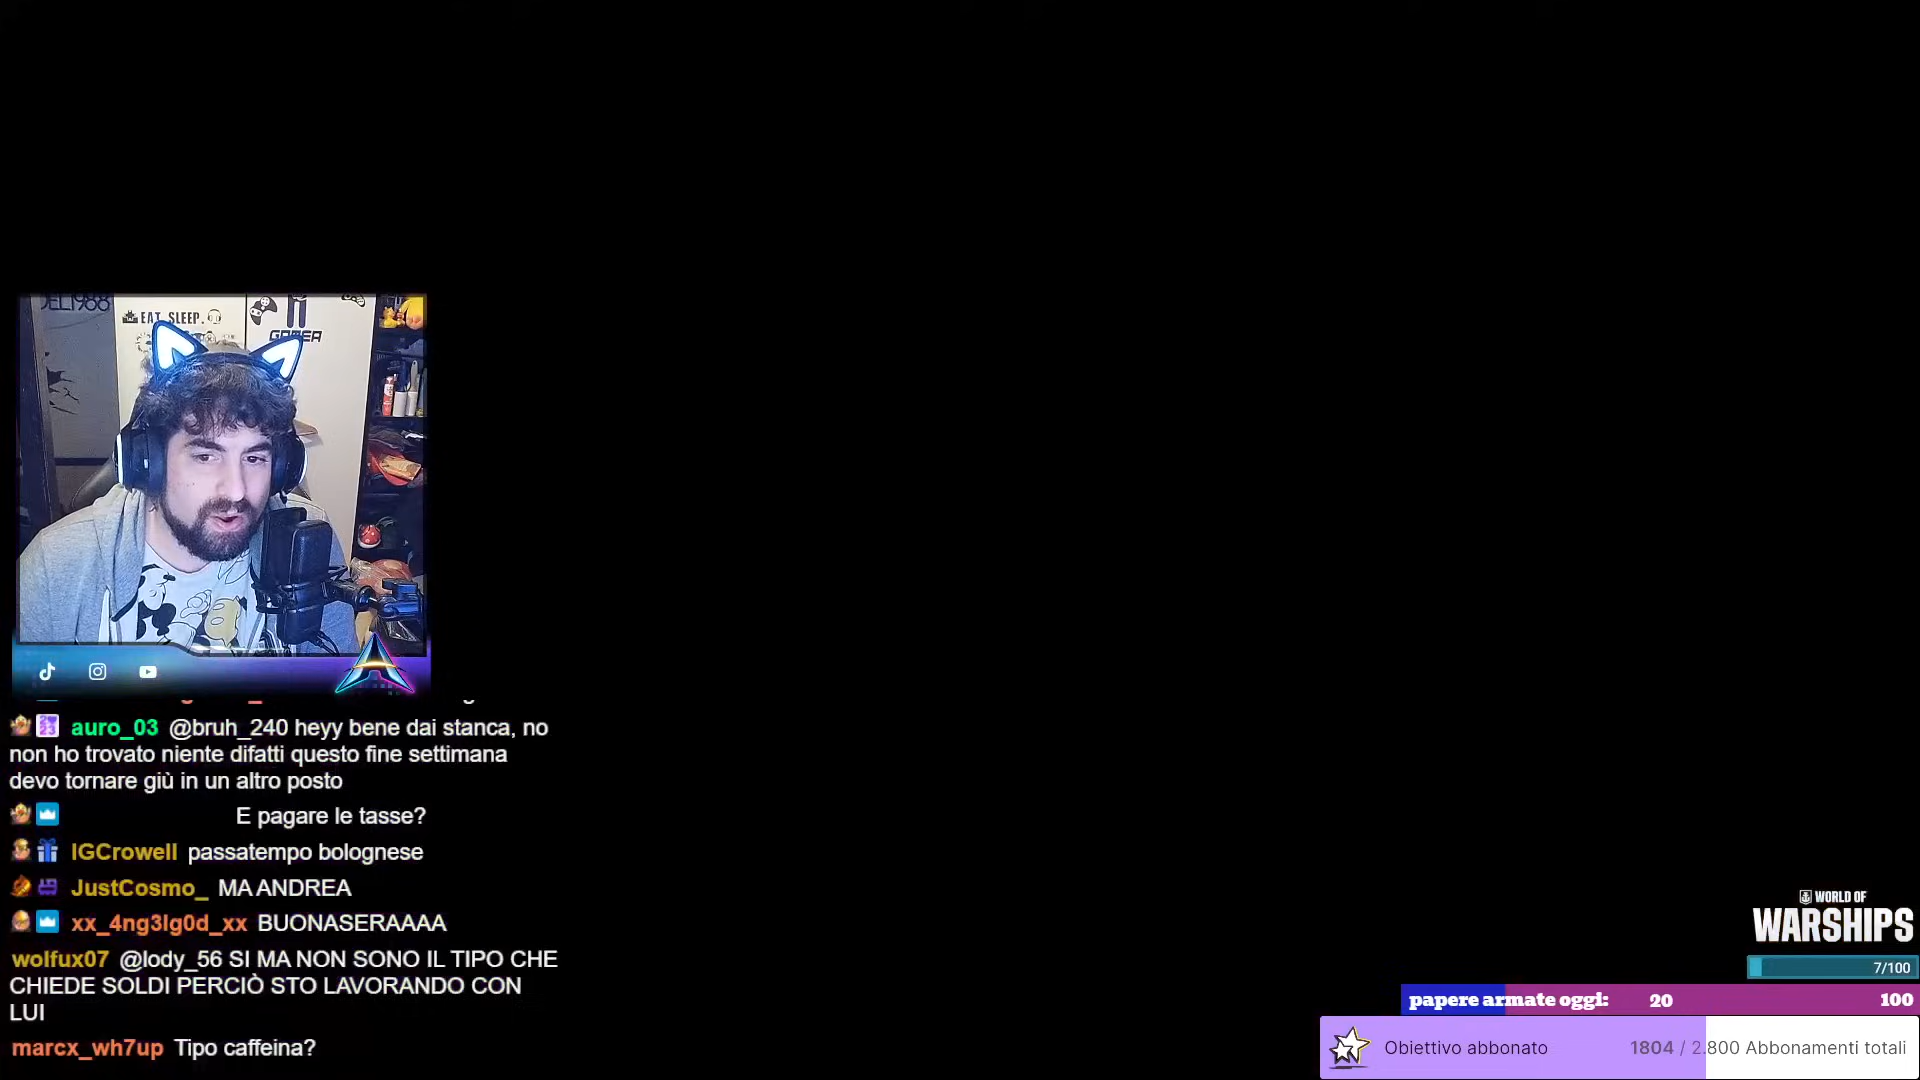 DEL1988
EAT SLEEP.
GAMER
auro_03 @bruh_240 heyy bene dai stanca, no
non ho trovato niente difatti questo fine settimana
devo tornare giù in un altro posto
E pagare le tasse?
IGCrowell passatempo bolognese
JustCosmo_ MA ANDREA
xx_4ng3lg0d_xx BUONASERAAAA
wolfux07 @lody_56 SI MA NON SONO IL TIPO CHE
CHIEDE SOLDI PERCIÒ STO LAVORANDO CON
LUI
marcx_wh7up Tipo caffeina?
WORLD OF
WARSHIPS
7/100
papere armate oggi: 20 100
Obiettivo abbonato 1804 / 2.800 Abbonamenti totali